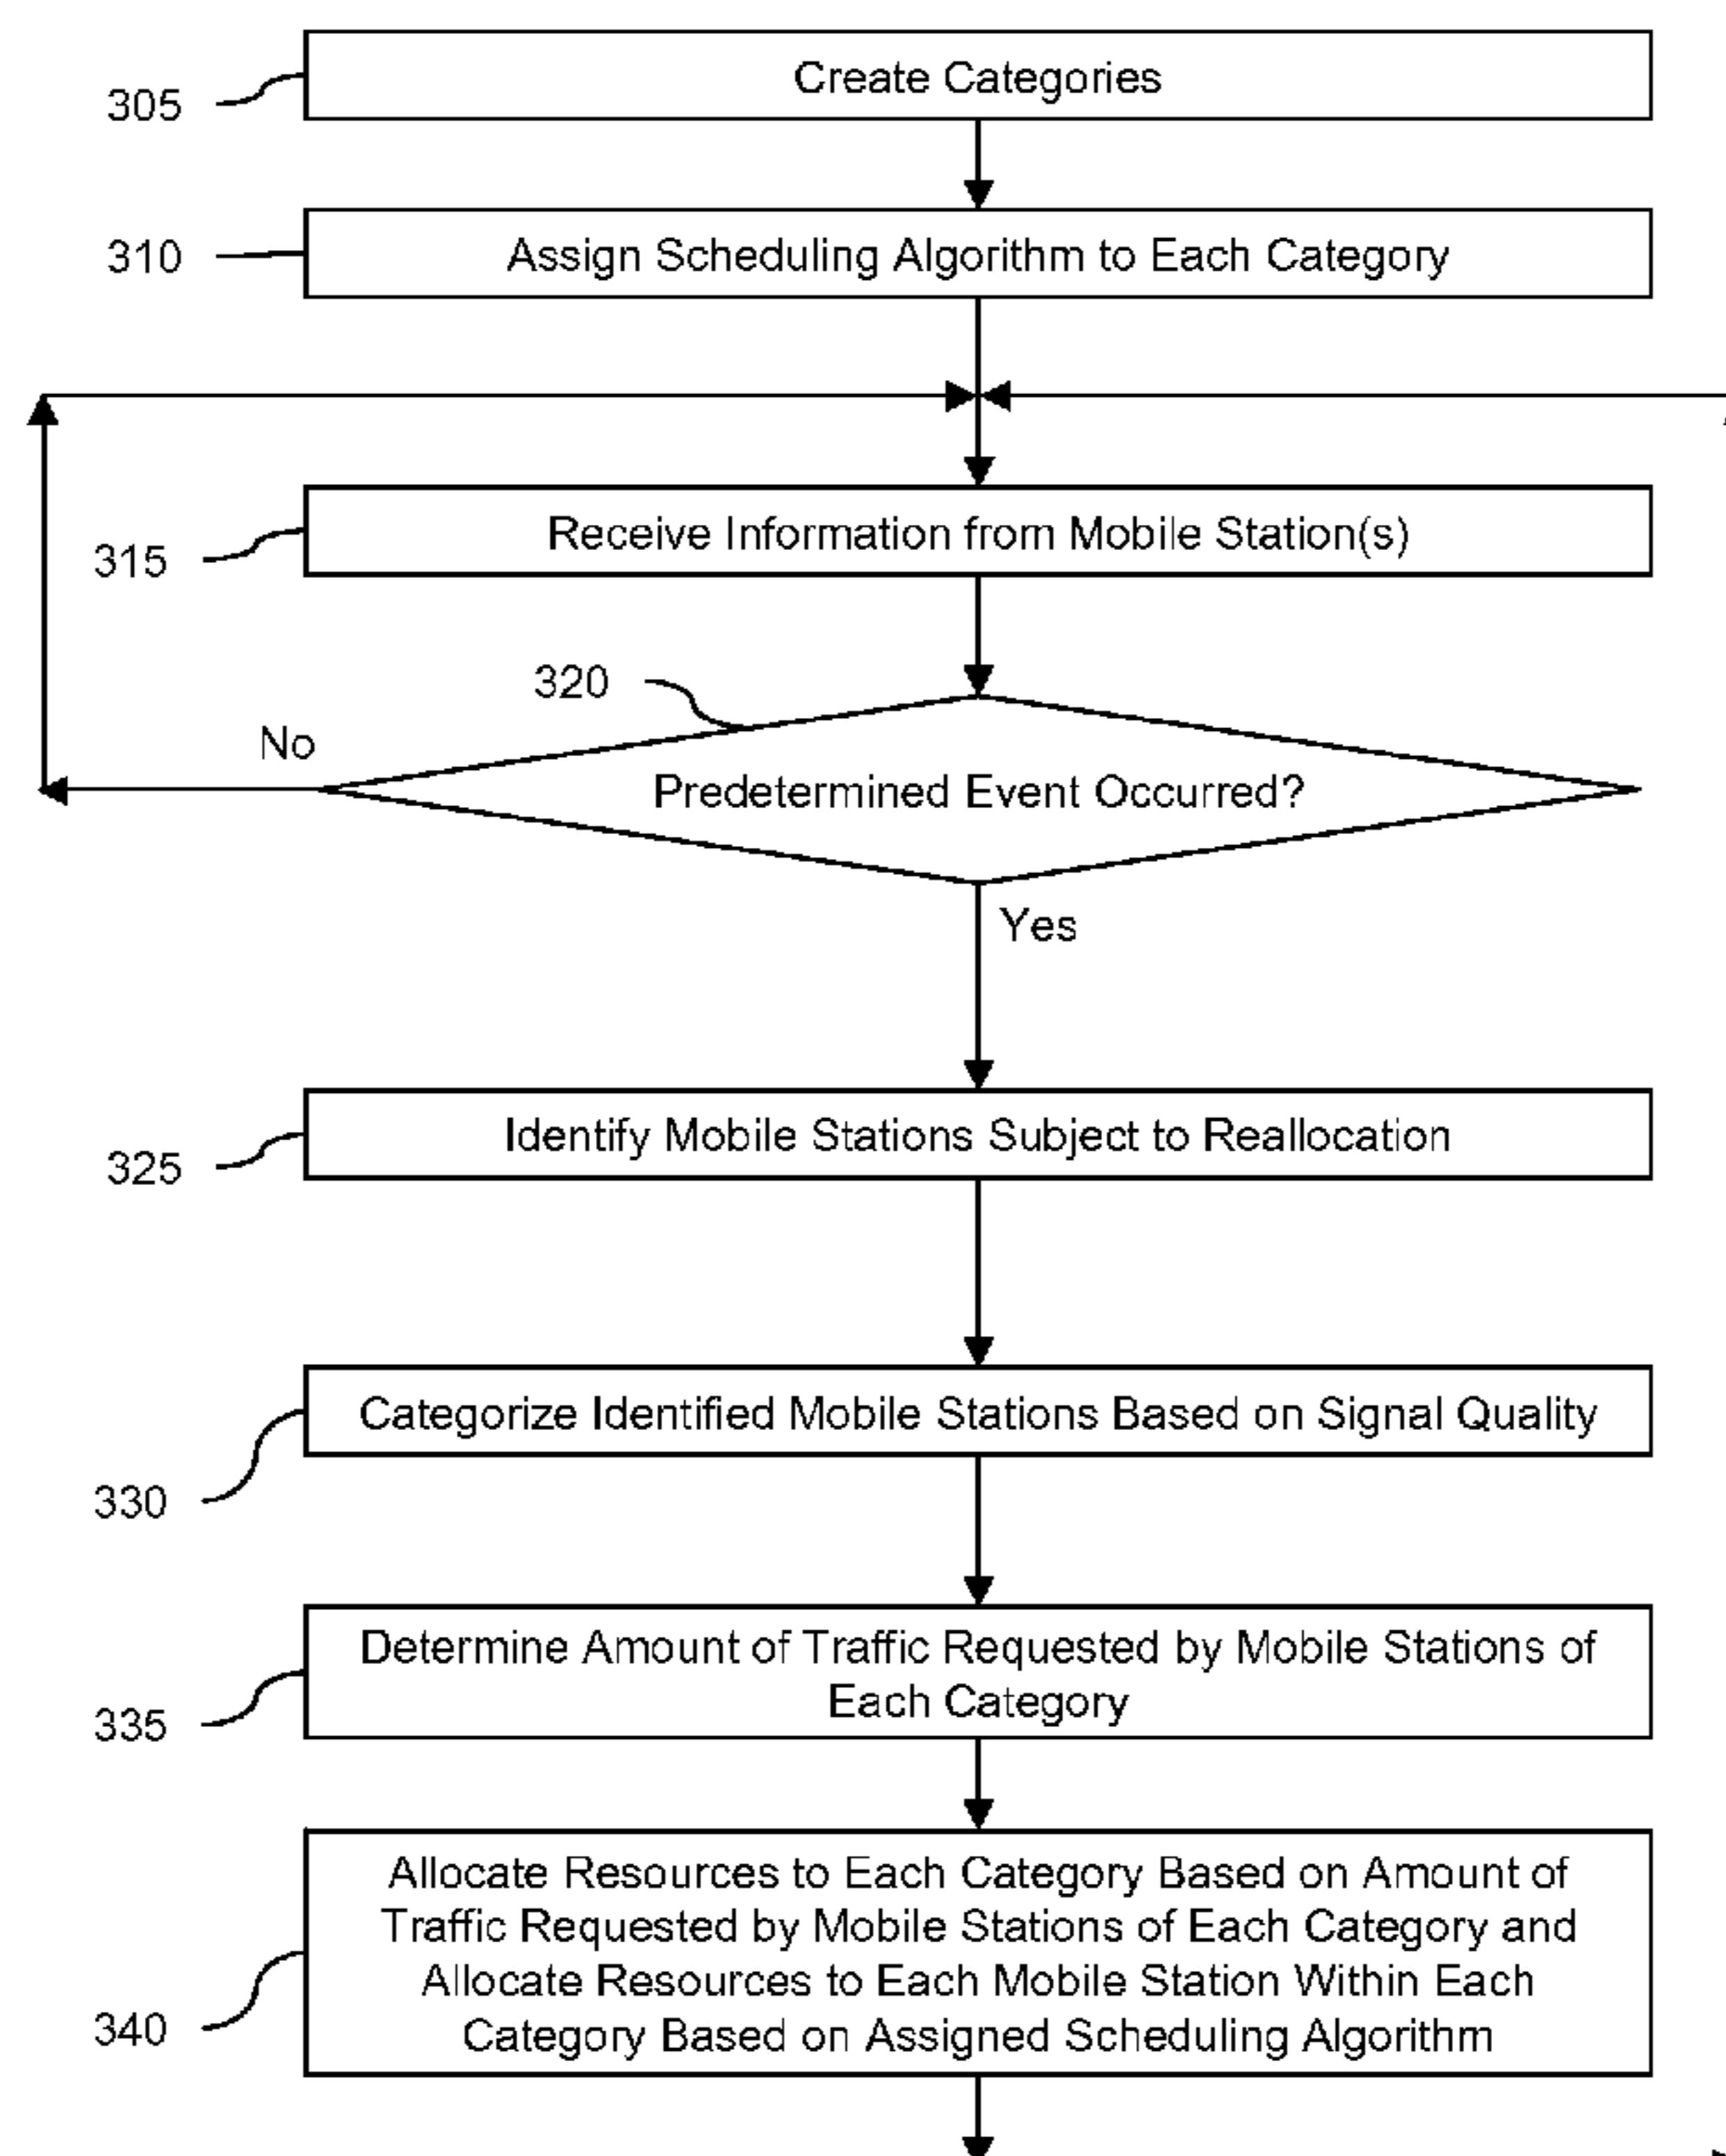 Create Categories
305
Assign Scheduling Algorithm to Each Category
310
Receive Information from Mobile Station(s)
315
320
No
Predetermined Event Occurred?
Yes
Identify Mobile Stations Subject to Reallocation
325
Categorize Identified Mobile Stations Based on Signal Quality
330
Determine Amount of Traffic Requested by Mobile Stations of
Each Category
335
Allocate Resources to Each Category Based on Amount of
Traffic Requested by Mobile Stations of Each Category and
Allocate Resources to Each Mobile Station Within Each
Category Based on Assigned Scheduling Algorithm
340